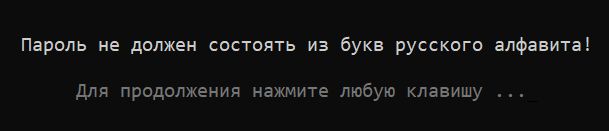 Пароль не должен состоять из букв русского алфавита!
Для продолжения нажмите любую клавишу ..._